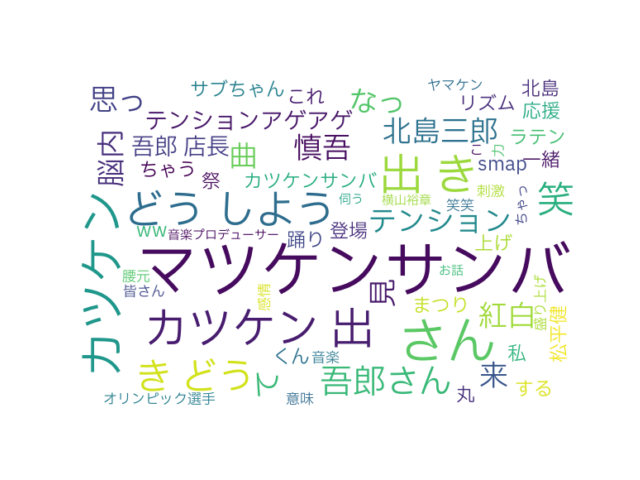 サブちゃん
ヤマケン
北島
思っ
これ
なっ
リズム
応援
テンションアゲアゲ
北島三郎
ラテン
脳内
吾郎 店長
曲
慎吾
こ
カ
一緒
ちゃう
祭
カツケンサンバ
出 き
smap
刺激
笑
どう しよう
伺う
横山裕章
笑笑
ちゃっ
テンション
ww
音楽プロデューサー
踊り
登場
上げ
カツケン
マツケンサンバ
腰元
皆さん
感情
見
お話
盛り上げ
まつり
カツケン 出
さん
紅白
松平健
き どう
くん
音楽
私
て
吾郎さん
来
する
丸
オリンピック選手
意味